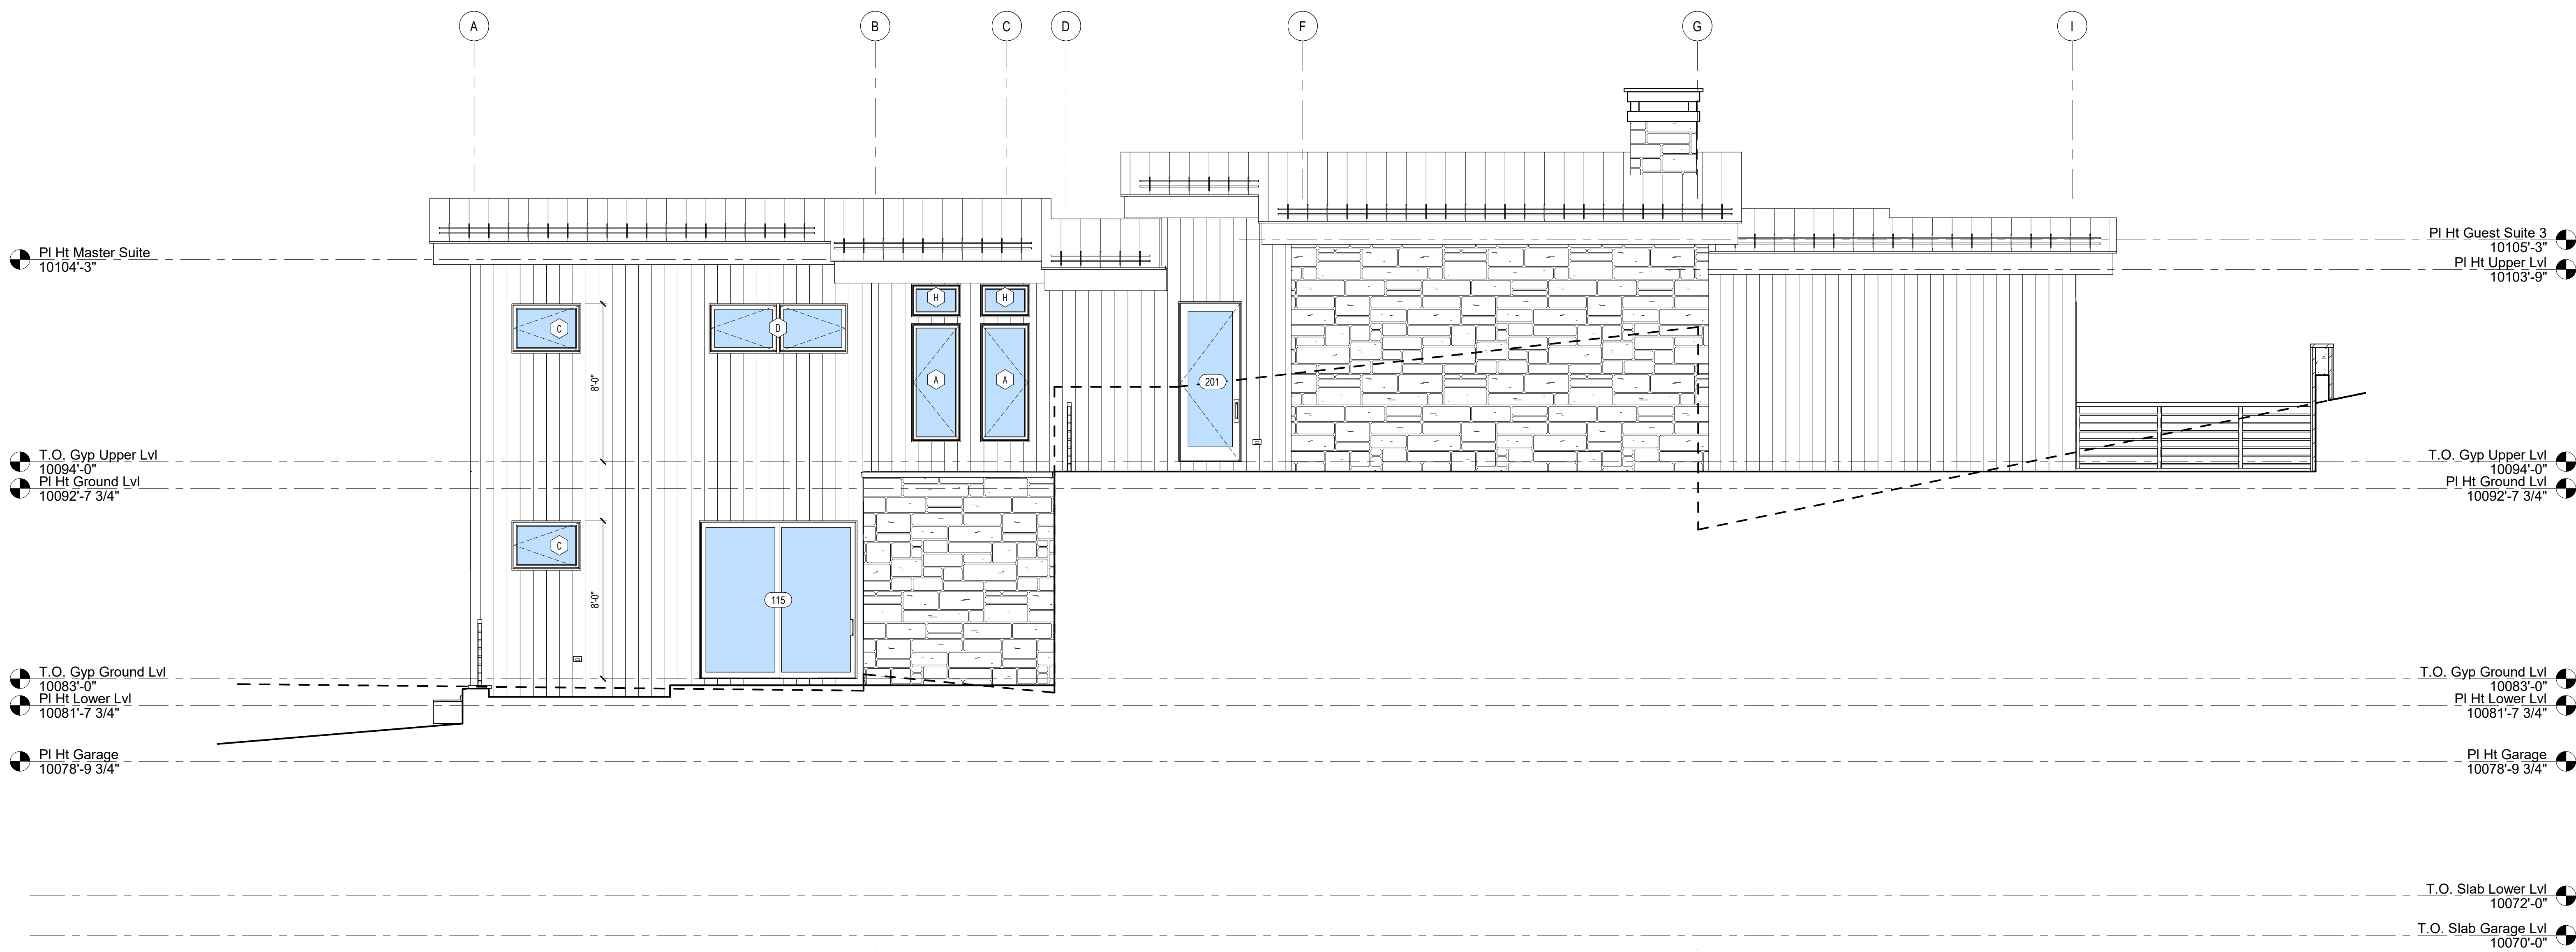 A B C D F G I
Pl Ht Master Suite
10104'-3"
Pl Ht Guest Suite 3
10105'-3"
Pl Ht Upper Lvl
10103'-9"
H H
C D
8'-0"
A A
201
T.O. Gyp Upper Lvl
10094'-0"
Pl Ht Ground Lvl
10092'-7 3/4"
T.O. Gyp Upper Lvl
10094'-0"
Pl Ht Ground Lvl
10092'-7 3/4"
C
8'-0"
115
T.O. Gyp Ground Lvl
10083'-0"
Pl Ht Lower Lvl
10081'-7 3/4"
T.O. Gyp Ground Lvl
10083'-0"
Pl Ht Lower Lvl
10081'-7 3/4"
Pl Ht Garage
10078'-9 3/4"
Pl Ht Garage
10078'-9 3/4"
T.O. Slab Lower Lvl
10072'-0"
T.O. Slab Garage Lvl
10070'-0"